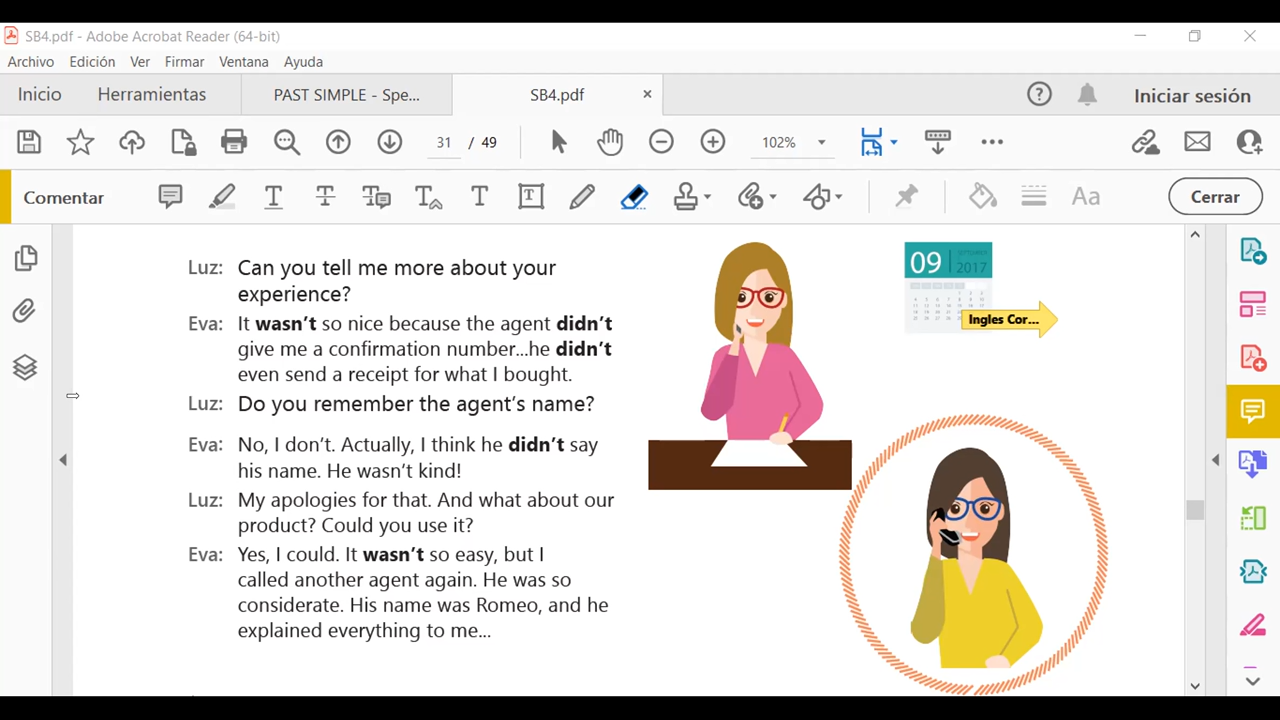 SB4.pdf - Adobe Acrobat Reader (64-bit)
Archivo Edición Ver Firmar Ventana Ayuda
Inicio Herramientas PAST SIMPLE - Spe... SB4.pdf Iniciar sesión
31 / 49 102%
Comentar Cerrar
Luz: Can you tell me more about your
experience?
Eva: It wasn't so nice because the agent didn't
give me a confirmation number...he didn't
even send a receipt for what I bought.
Luz: Do you remember the agent's name?
Eva: No, I don't. Actually, I think he didn't say
his name. He wasn't kind!
Luz: My apologies for that. And what about our
product? Could you use it?
Eva: Yes, I could. It wasn't so easy, but I
called another agent again. He was so
considerate. His name was Romeo, and he
explained everything to me...
09
2017
Ingles Cor...